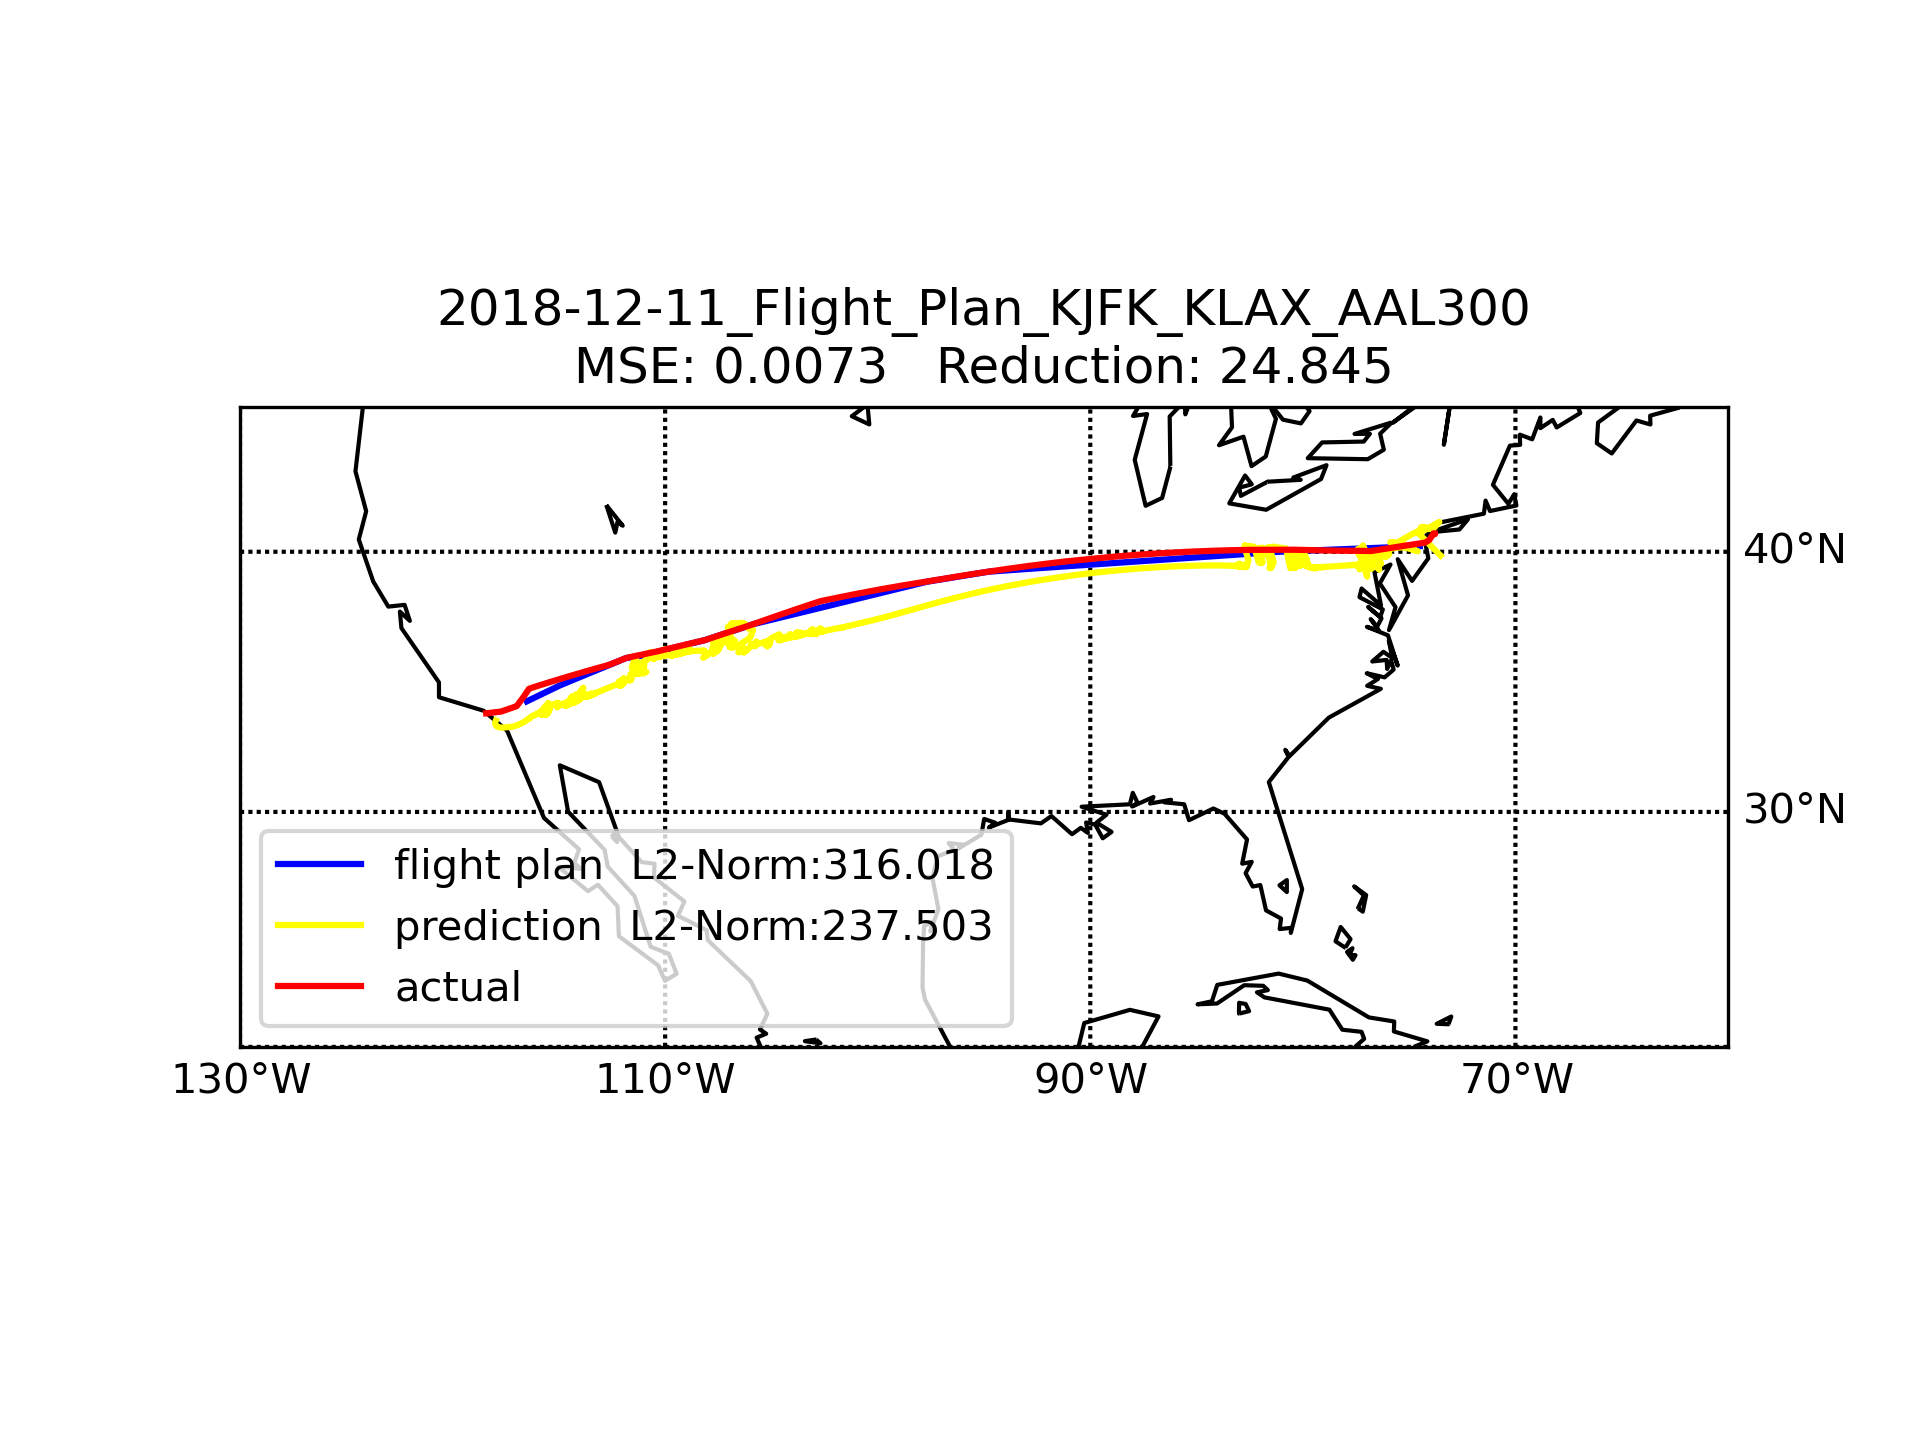 2018-12-11_Flight_Plan_KJFK_KLAX_AAL300
MSE: 0.0073   Reduction: 24.845
40°N
30°N
flight plan  L2-Norm:316.018
prediction  L2-Norm:237.503
actual
130°W 110°W 90°W 70°W